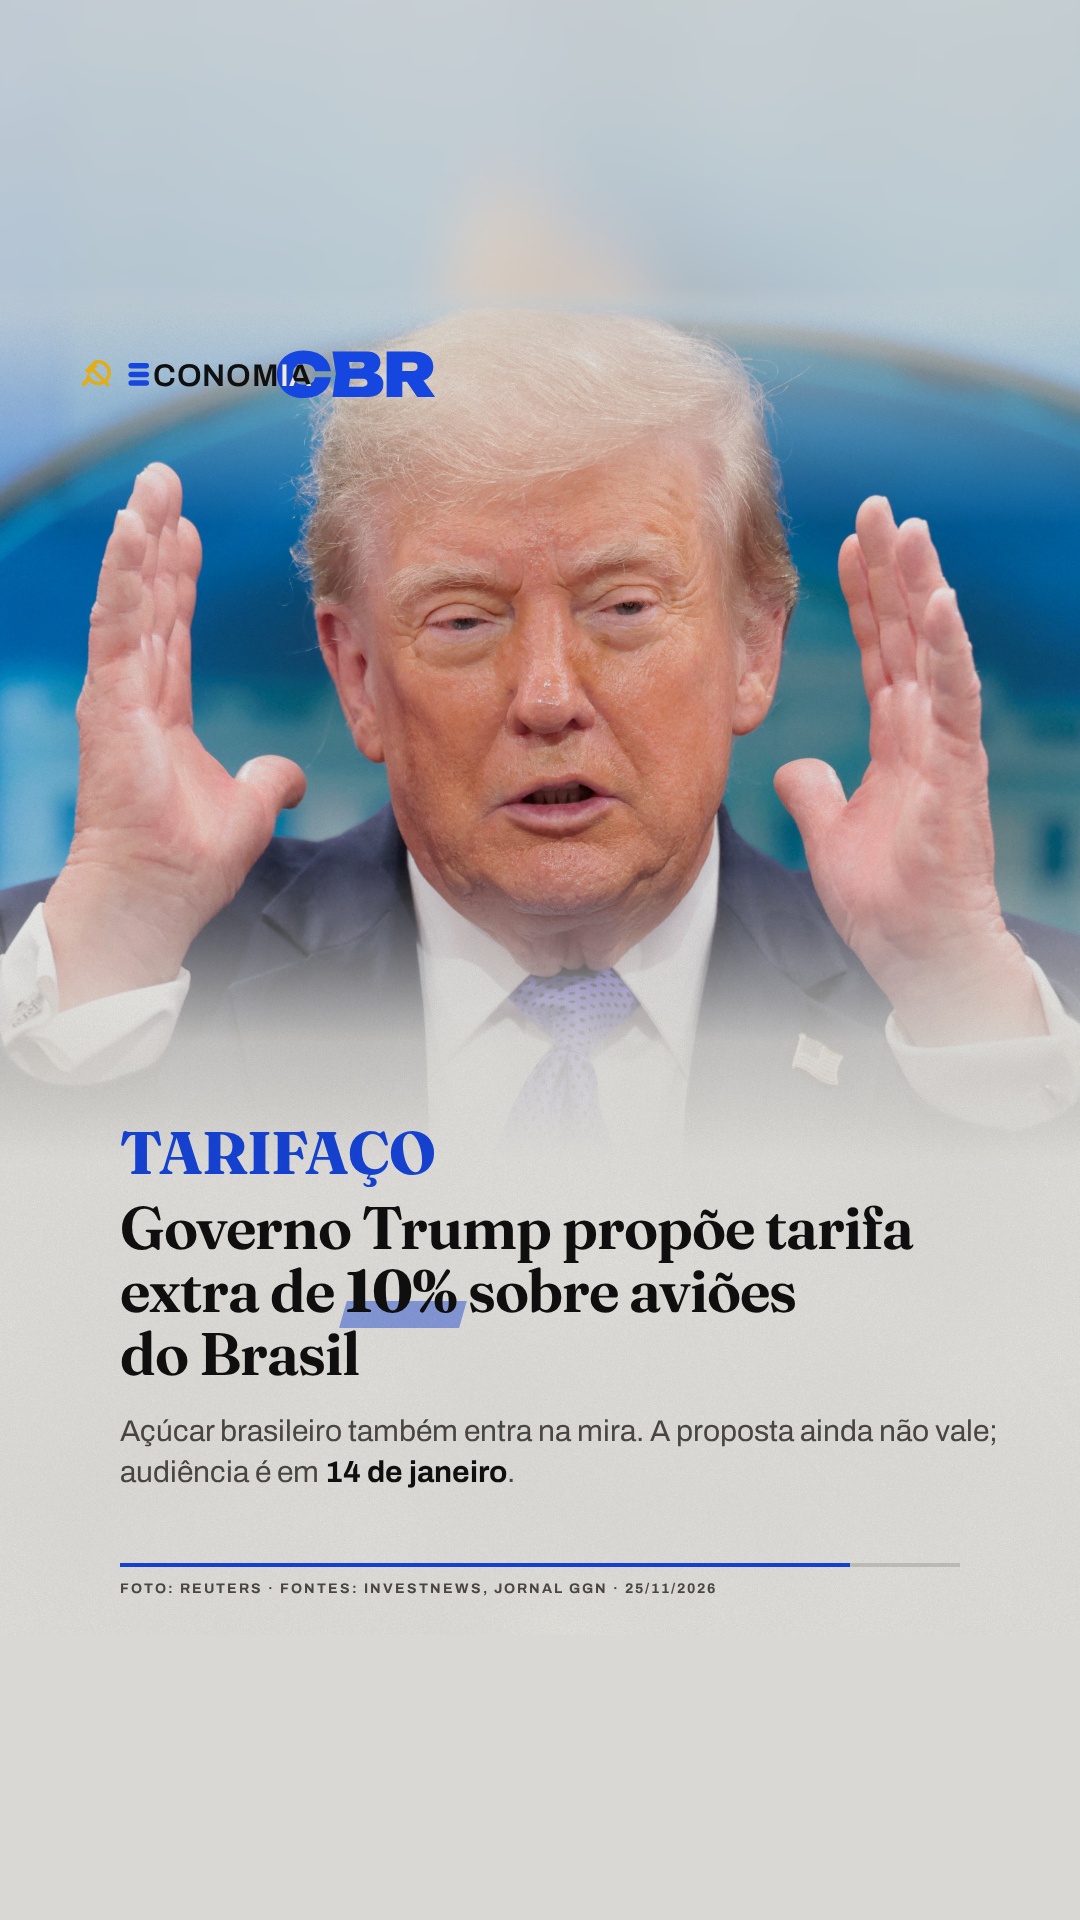 ECONOMIA CBR
TARIFAÇO
Governo Trump propõe tarifa
extra de 10% sobre aviões
do Brasil
Açúcar brasileiro também entra na mira. A proposta ainda não vale;
audiência é em 14 de janeiro.
FOTO: REUTERS · FONTES: INVESTNEWS, JORNAL GGN · 25/11/2026